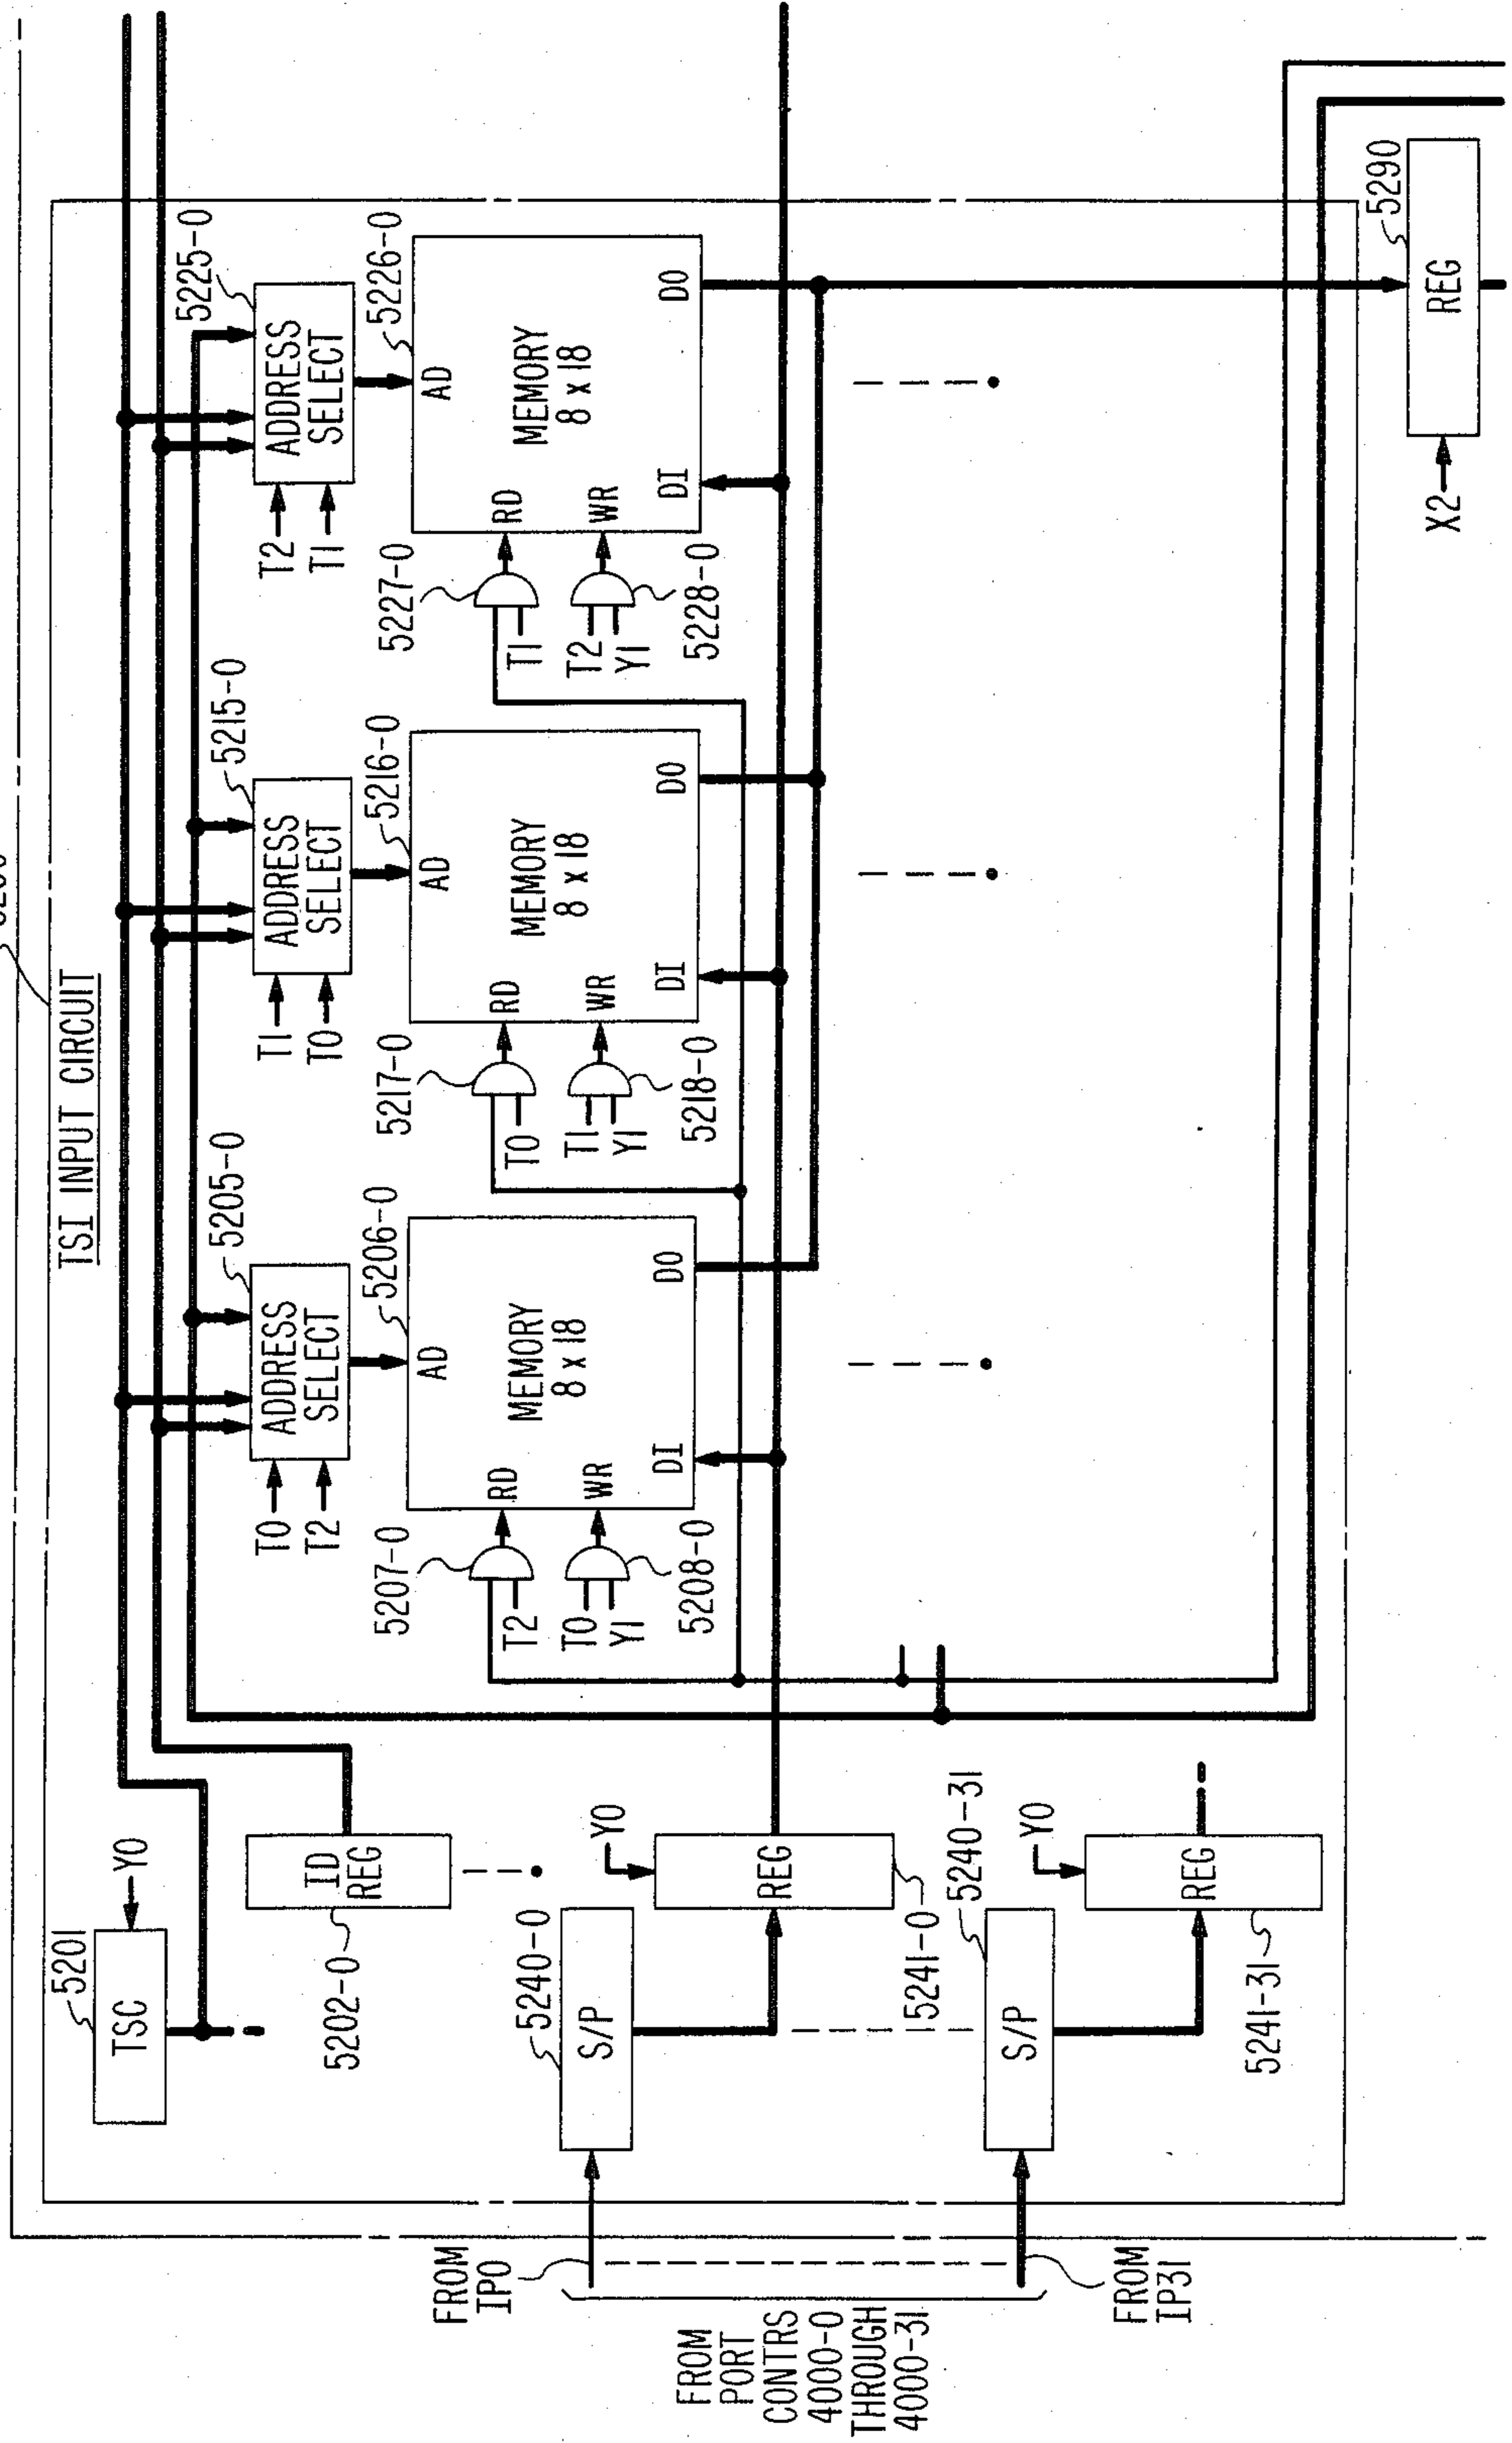 TSI INPUT CIRCUIT
5201
TSC
Y0
ID
REG
5202-0
5205-0
ADDRESS
SELECT
T0
T2
5206-0
AD
MEMORY
8 x 18
RD
WR
DI
DO
5207-0
T2
T0
Y1
5208-0
5215-0
ADDRESS
SELECT
T1
T0
5216-0
AD
MEMORY
8 x 18
RD
WR
DI
DO
5217-0
T0
T1
Y1
5218-0
5225-0
ADDRESS
SELECT
T2
T1
5226-0
AD
MEMORY
8 x 18
RD
WR
DI
DO
5227-0
T1
T2
Y1
5228-0
FROM
IP0
5240-0
S/P
Y0
REG
5241-0
FROM
PORT
CONTRS
4000-0
THROUGH
4000-31
FROM
IP31
5240-31
S/P
Y0
REG
5241-31
5290
REG
X2